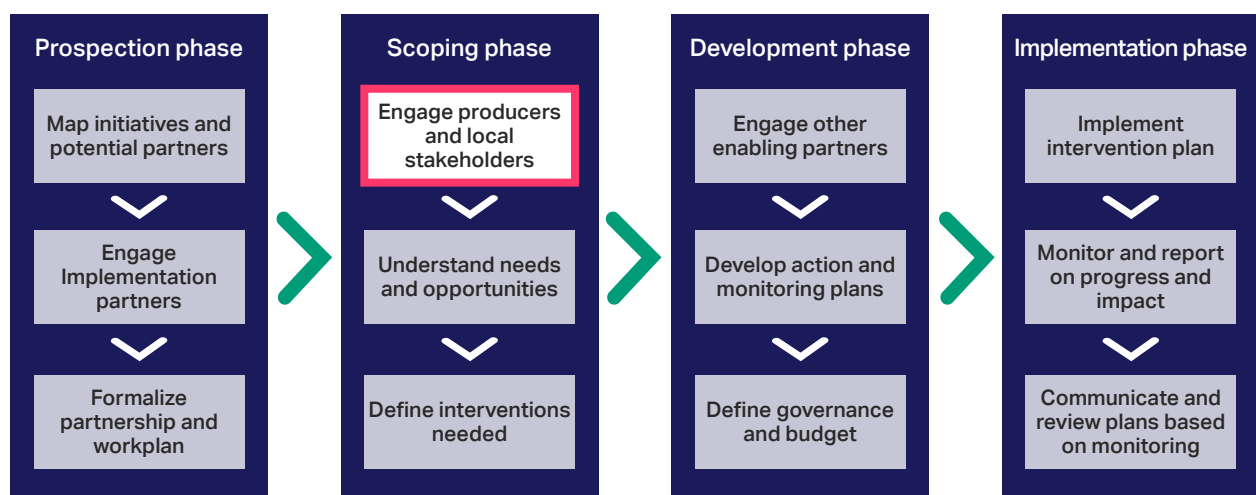 Prospection phase
Map initiatives and
potential partners
Engage
Implementation
partners
Formalize
partnership and
workplan
Scoping phase
Engage producers
and local
stakeholders
Understand needs
and opportunities
Define interventions
needed
Development phase
Engage other
enabling partners
Develop action and
monitoring plans
Define governance
and budget
Implementation phase
Implement
intervention plan
Monitor and report
on progress and
impact
Communicate and
review plans based
on monitoring